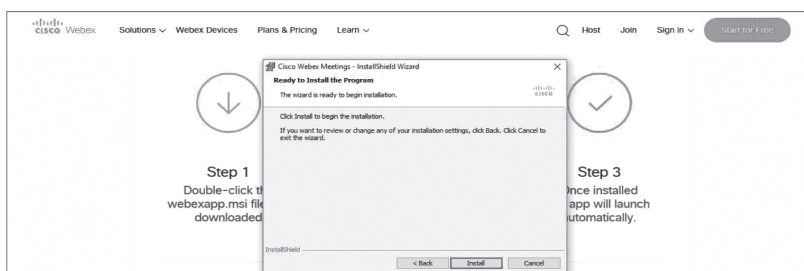 cisco Webex Solutions Webex Devices Plans & Pricing Learn Host Join Sign in Start for Free
Cisco Webex Meetings - InstallShield Wizard
Ready to Install the Program
The wizard is ready to begin installation.
cisco
Click Install to begin the installation.
If you want to review or change any of your installation settings, click Back. Click Cancel to
exit the wizard.
InstallShield
< Back Install Cancel
Step 1
Double-click th
webexapp.msi file
downloaded
Step 3
Once installed
app will launch
automatically.